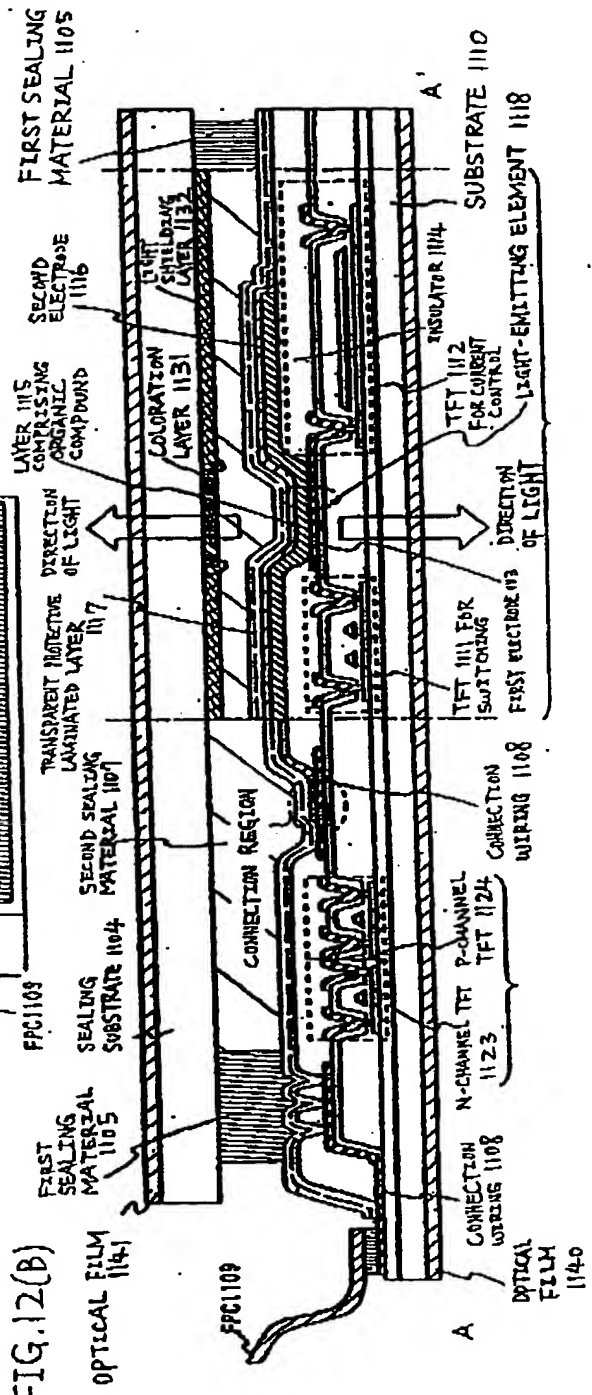 FIG.12(B)
OPTICAL FILM
1141
FPC1109
FPC1109
FIRST
SEALING
MATERIAL
1105
SEALING
SUBSTRATE 1104
SECOND SEALING
MATERIAL 1107
TRANSPARENT PROTECTIVE
LAMINATED LAYER
1117
DIRECTION
OF LIGHT
LAYER 1115
COMPRISING
ORGANIC
COMPOUND
SECOND
ELECTRODE
1116
FIRST SEALING
MATERIAL 1105
CONNECTION REGION
COLORATION
LAYER 1131
LIGHT
SHIELDING
LAYER 1132
A
A'
OPTICAL
FILM
1140
CONNECTION
WIRING 1108
N-CHANNEL TFT
1123
P-CHANNEL
TFT 1124
CONNECTION
WIRING 1108
TFT 1111 FOR
SWITCHING
FIRST ELECTRODE 1113
DIRECTION
OF LIGHT
TFT 1112
FOR CURRENT
CONTROL
INSULATOR 1114
LIGHT-EMITTING ELEMENT 1118
SUBSTRATE 1110